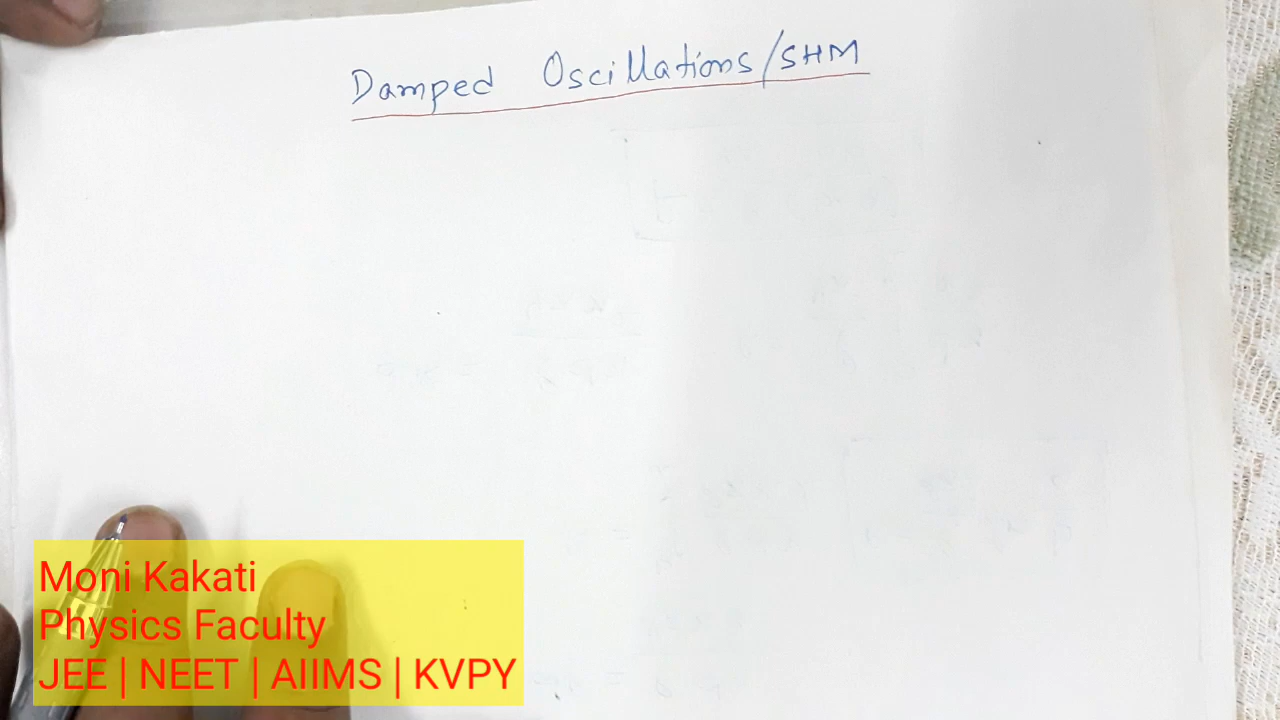 Damped Oscillations/SHM
Moni Kakati
Physics Faculty
JEE | NEET | AIIMS | KVPY